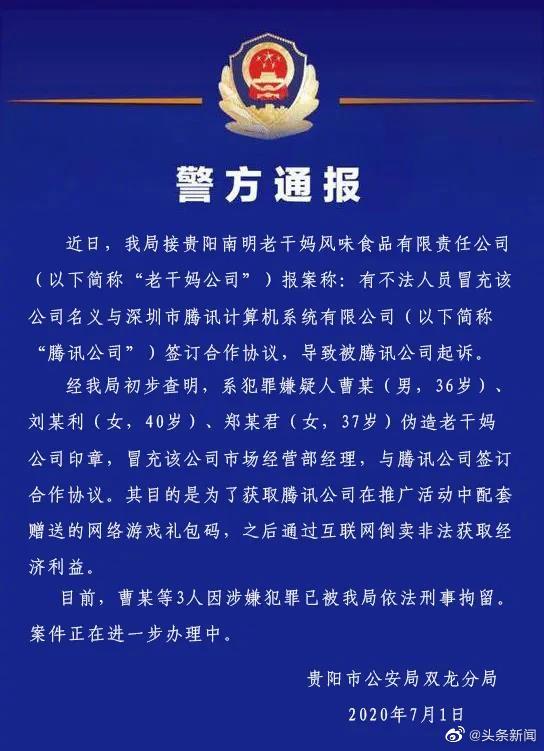 警方通报
近日，我局接贵阳南明老干妈风味食品有限责任公司
（以下简称“老干妈公司”）报案称：有不法人员冒充该
公司名义与深圳市腾讯计算机系统有限公司（以下简称
“腾讯公司”）签订合作协议，导致被腾讯公司起诉。
经我局初步查明，系犯罪嫌疑人曹某（男，36岁）、
刘某利（女，40岁）、郑某君（女，37岁）伪造老干妈
公司印章，冒充该公司市场经营部经理，与腾讯公司签订
合作协议。其目的是为了获取腾讯公司在推广活动中配套
赠送的网络游戏礼包码，之后通过互联网倒卖非法获取经
济利益。
目前，曹某等3人因涉嫌犯罪已被我局依法刑事拘留。
案件正在进一步办理中。
贵阳市公安局双龙分局
2020年7月1日
@头条新闻